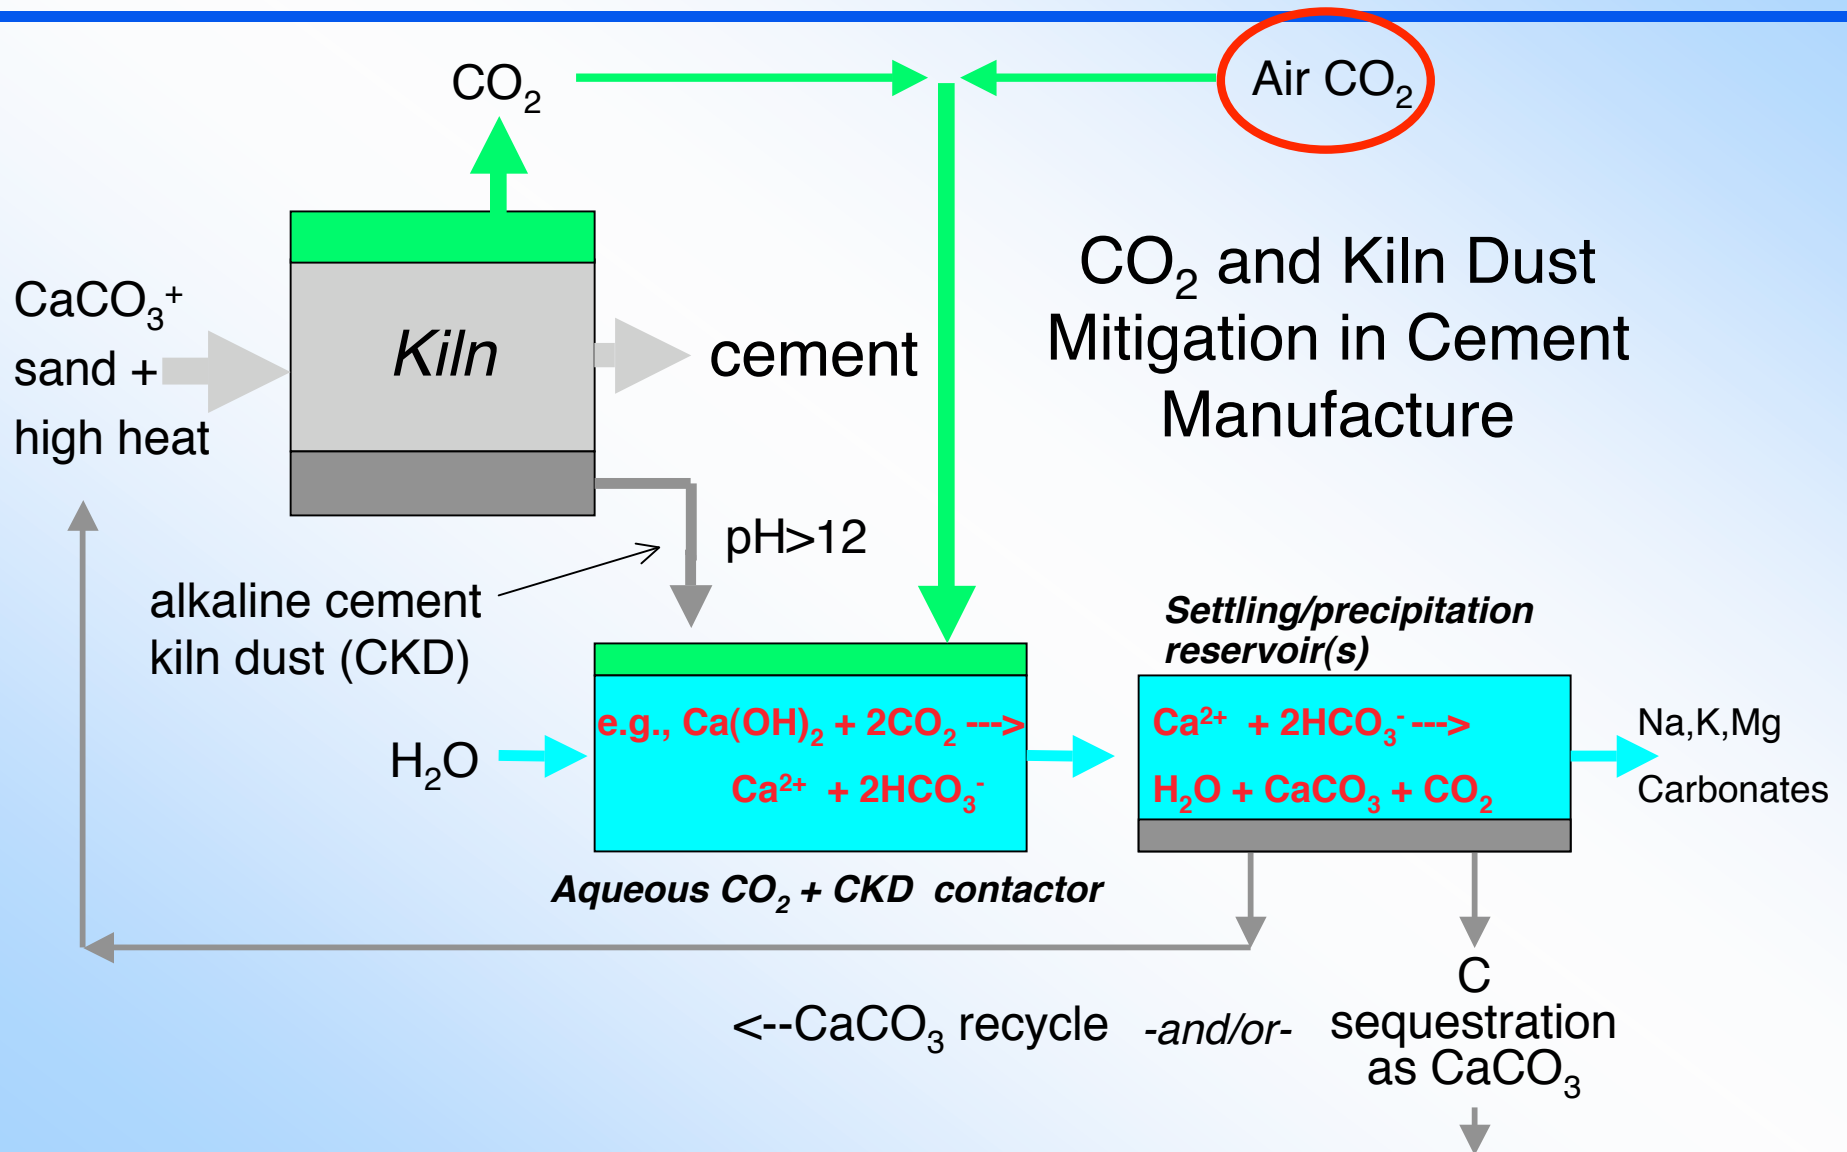 CO₂
Air CO₂
CO₂ and Kiln Dust
Mitigation in Cement
Manufacture
CaCO₃⁺
sand +
high heat
Kiln
cement
pH>12
alkaline cement
kiln dust (CKD)
Settling/precipitation
reservoir(s)
H₂O
e.g., Ca(OH)₂ + 2CO₂ --->
Ca²⁺ + 2HCO₃⁻
Ca²⁺ + 2HCO₃⁻ --->
H₂O + CaCO₃ + CO₂
Na,K,Mg
Carbonates
Aqueous CO₂ + CKD contactor
<--CaCO₃ recycle
-and/or-
C
sequestration
as CaCO₃